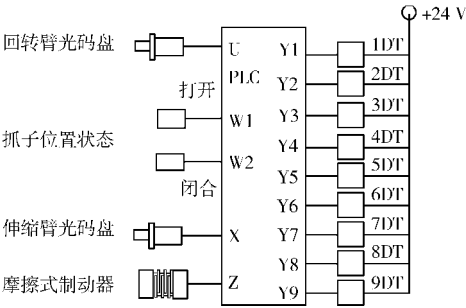 +24 V
回转臂光码盘
U
Y1
1DT
PLC
打开
Y2
2DT
W1
Y3
3DT
抓子位置状态
Y4
4DT
W2
闭合
Y5
5DT
Y6
6DT
伸缩臂光码盘
X
Y7
7DT
Y8
8DT
摩擦式制动器
Z
Y9
9DT